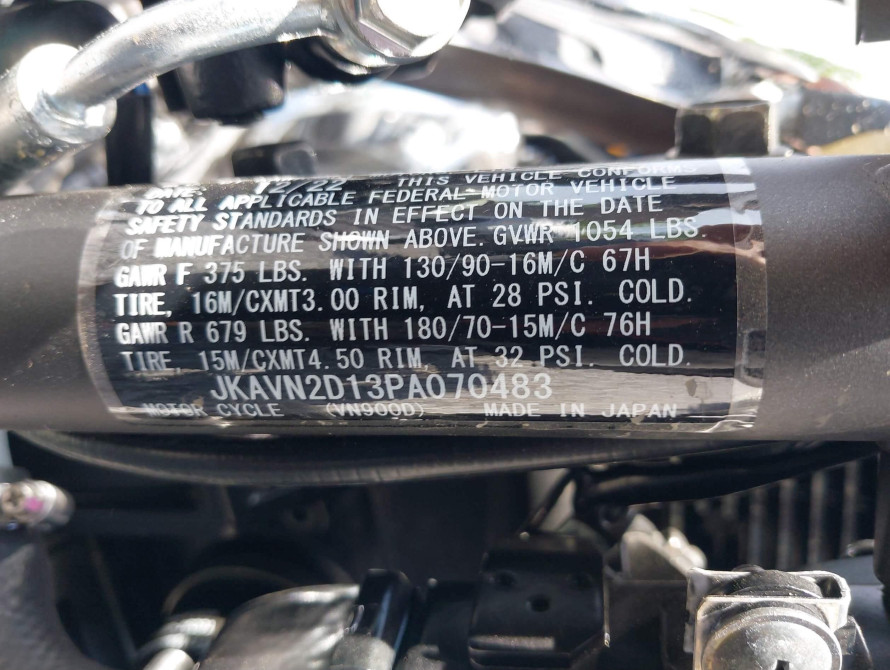 DATE: 12/22 THIS VEHICLE CONFORMS
TO ALL APPLICABLE FEDERAL MOTOR VEHICLE
SAFETY STANDARDS IN EFFECT ON THE DATE
OF MANUFACTURE SHOWN ABOVE. GVWR 1054 LBS.
GAWR F 375 LBS. WITH 130/90-16M/C 67H
TIRE, 16M/CXMT3.00 RIM, AT 28 PSI. COLD.
GAWR R 679 LBS. WITH 180/70-15M/C 76H
TIRE, 15M/CXMT4.50 RIM, AT 32 PSI. COLD.
JKAVN2D13PA070483
MOTOR CYCLE (VN900D) MADE IN JAPAN